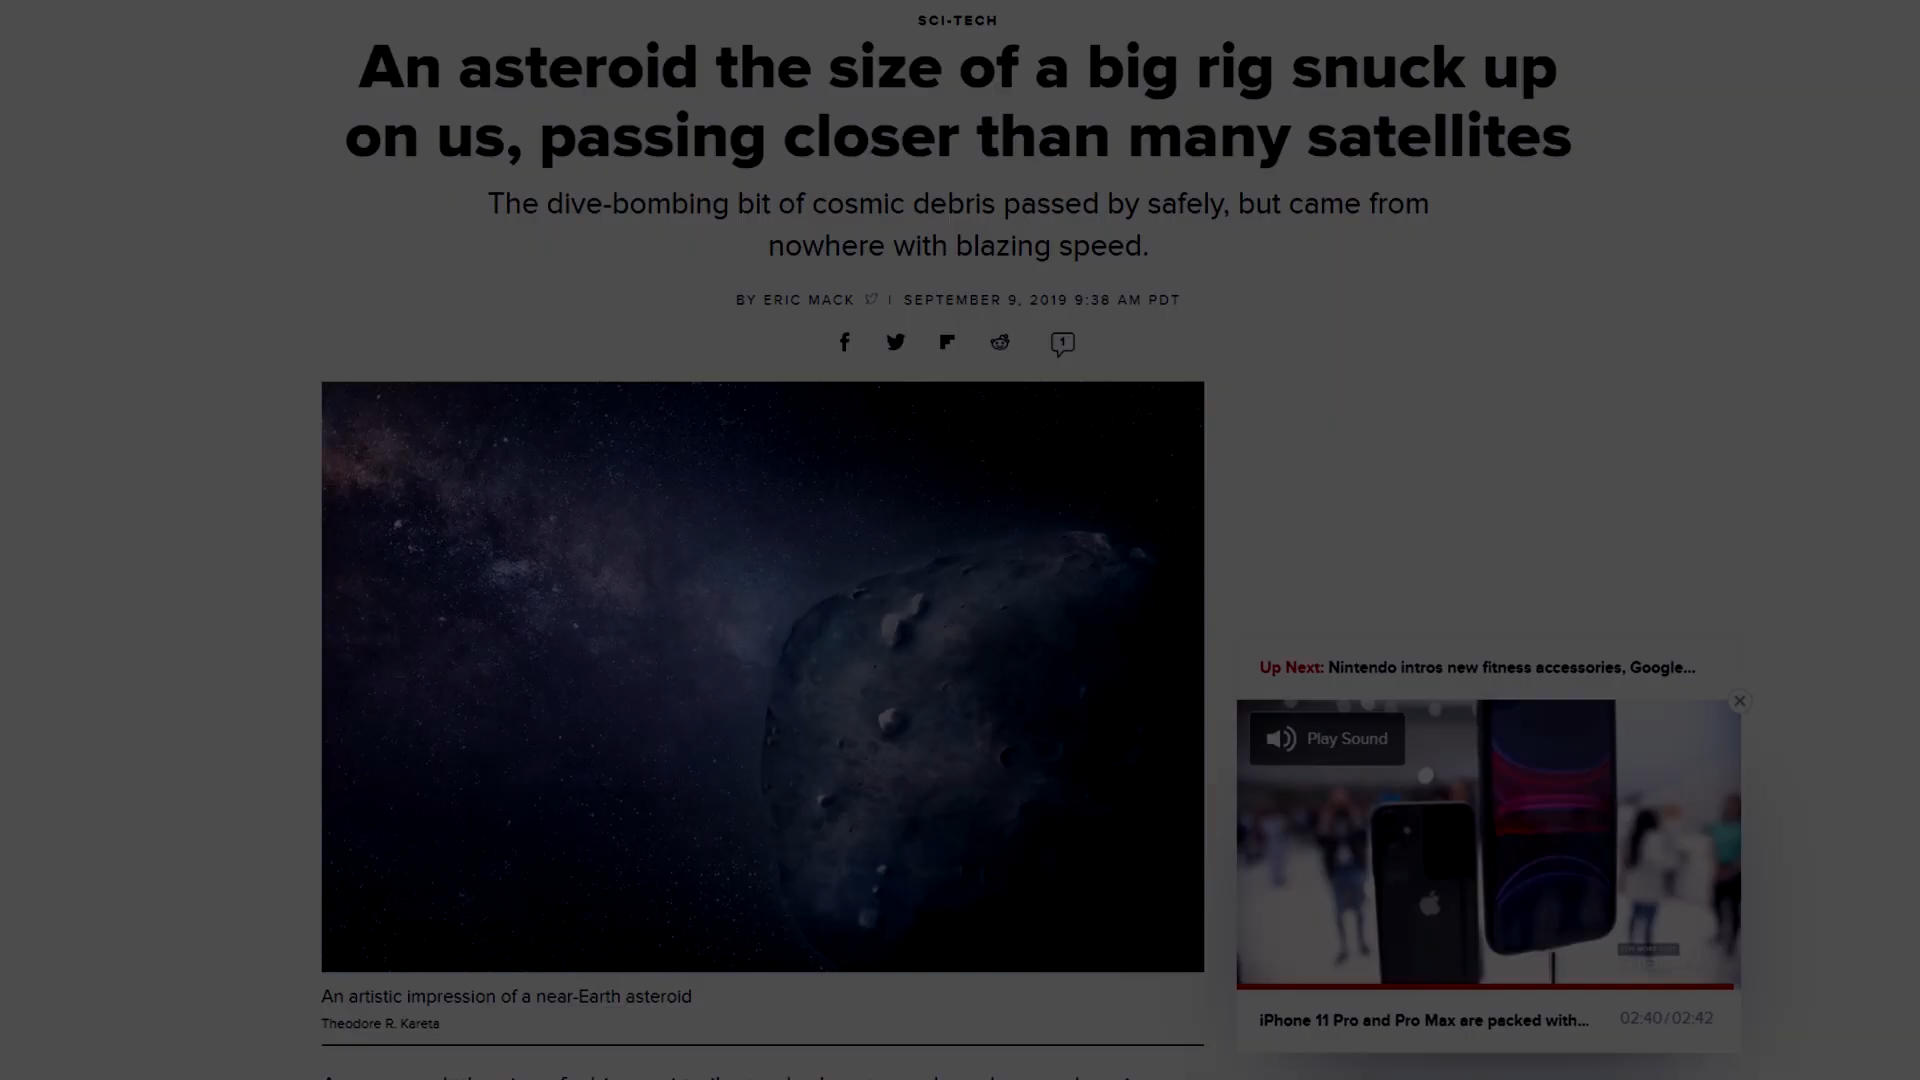 SCI-TECH
An asteroid the size of a big rig snuck up
on us, passing closer than many satellites
The dive-bombing bit of cosmic debris passed by safely, but came from
nowhere with blazing speed.
BY ERIC MACK | SEPTEMBER 9, 2019 9:38 AM PDT
1
Up Next: Nintendo intros new fitness accessories, Google...
Play Sound
An artistic impression of a near-Earth asteroid
Theodore R. Kareta
iPhone 11 Pro and Pro Max are packed with... 02:40/02:42